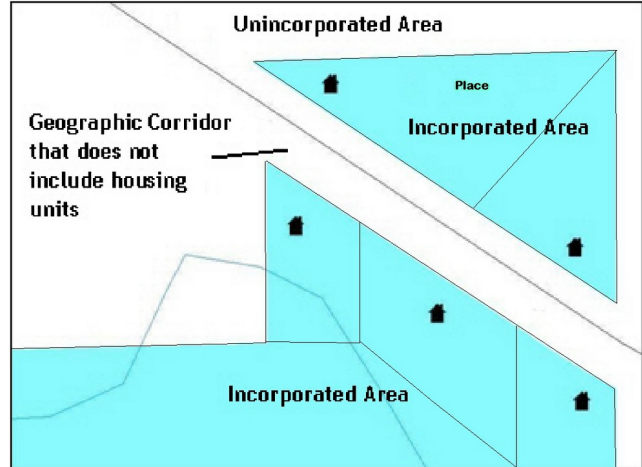 Unincorporated Area
Place
Incorporated Area
Geographic Corridor
that does not
include housing
units
Incorporated Area